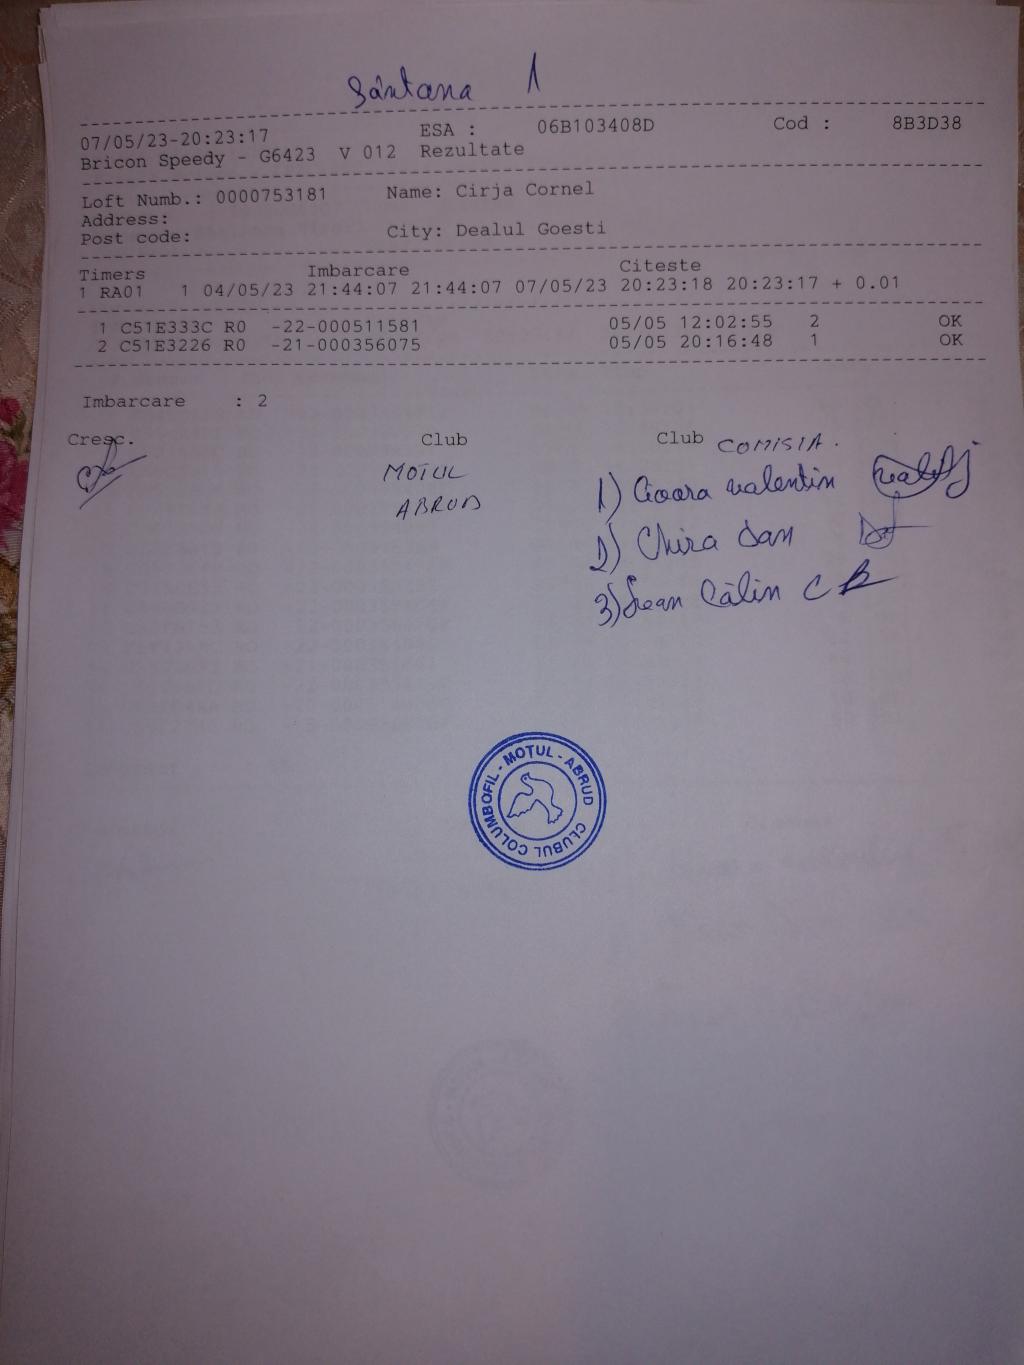 Sântana 1
07/05/23-20:23:17 ESA : 06B103408D Cod : 8B3D38
Bricon Speedy - G6423 V 012 Rezultate
Loft Numb.: 0000753181 Name: Cirja Cornel
Address:
Post code: City: Dealul Goesti
Timers Imbarcare Citeste
1 RA01 1 04/05/23 21:44:07 21:44:07 07/05/23 20:23:18 20:23:17 + 0.01
1 C51E333C R0 -22-000511581 05/05 12:02:55 2 OK
2 C51E3226 R0 -21-000356075 05/05 20:16:48 1 OK
Imbarcare : 2
Cresc. Club Club COMISIA.
MOTUL
ABRUD
1) valentin
2) Chira Dan
3) Călin
CLUBUL COLUMBOFIL - MOTUL - ABRUD